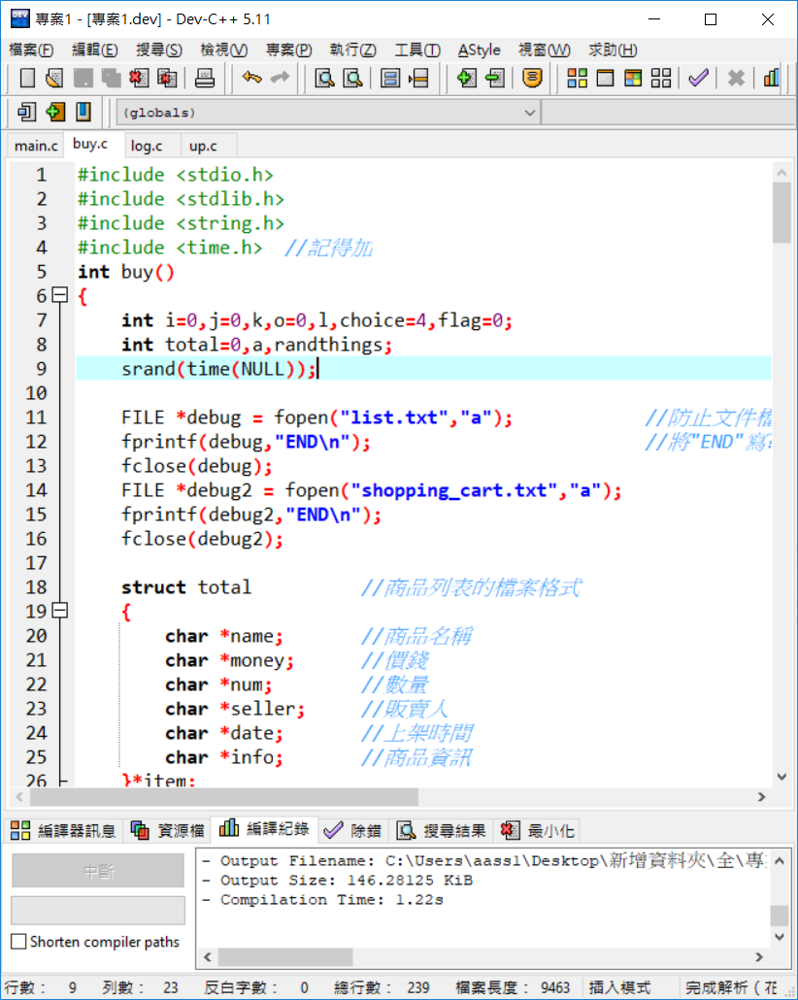 專案1 - [專案1.dev] - Dev-C++ 5.11
檔案(F) 編輯(E) 搜尋(S) 檢視(V) 專案(P) 執行(Z) 工具(T) AStyle 視窗(W) 求助(H)
(globals)
main.c buy.c log.c up.c
1 #include <stdio.h>
2 #include <stdlib.h>
3 #include <string.h>
4 #include <time.h> //記得加
5 int buy()
6 {
7 int i=0,j=0,k,o=0,l,choice=4,flag=0;
8 int total=0,a,randthings;
9 srand(time(NULL));
10
11 FILE *debug = fopen("list.txt","a"); //防止文件檔
12 fprintf(debug,"END\n"); //將"END"寫
13 fclose(debug);
14 FILE *debug2 = fopen("shopping_cart.txt","a");
15 fprintf(debug2,"END\n");
16 fclose(debug2);
17
18 struct total //商品列表的檔案格式
19 {
20 char *name; //商品名稱
21 char *money; //價錢
22 char *num; //數量
23 char *seller; //販賣人
24 char *date; //上架時間
25 char *info; //商品資訊
26 }*item;
編譯器訊息 資源檔 編譯紀錄 除錯 搜尋結果 最小化
中斷
Shorten compiler paths
- Output Filename: C:\Users\aass1\Desktop\新增資料夾\全\專
- Output Size: 146.28125 KiB
- Compilation Time: 1.22s
行數： 9 列數： 23 反白字數： 0 總行數： 239 檔案長度： 9463 插入模式 完成解析 (花